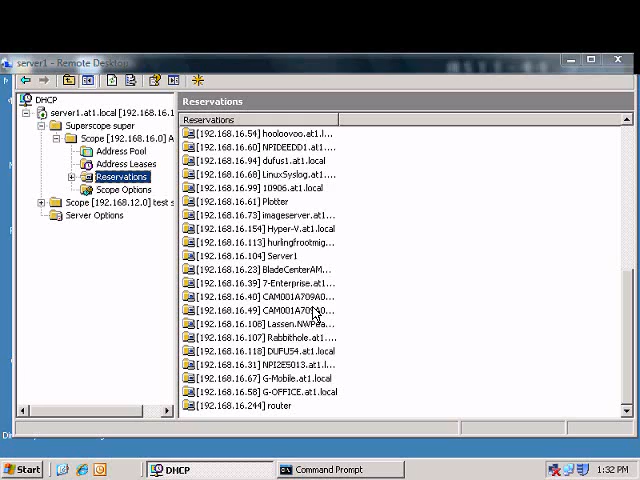 server1 - Remote Desktop
DHCP
server1.at1.local [192.168.16.1
Superscope super
Scope [192.168.16.0] A
Address Pool
Address Leases
Reservations
Scope Options
Scope [192.168.12.0] test s
Server Options
Reservations
Reservations
[192.168.16.54] hooloovoo.at1.l...
[192.168.16.60] NPIDEEDD1.at1....
[192.168.16.94] dufus1.at1.local
[192.168.16.68] LinuxSyslog.at1....
[192.168.16.99] 10906.at1.local
[192.168.16.61] Plotter
[192.168.16.73] imageserver.at1...
[192.168.16.154] Hyper-V.at1.local
[192.168.16.113] hurlingfrootmig...
[192.168.16.104] Server1
[192.168.16.23] BladeCenterAM...
[192.168.16.39] 7-Enterprise.at1...
[192.168.16.40] CAM001A709A0...
[192.168.16.49] CAM001A709A0...
[192.168.16.108] Lassen.NWPea...
[192.168.16.107] Rabbithole.at1....
[192.168.16.118] DUFU54.at1.local
[192.168.16.31] NPI2E5013.at1.l...
[192.168.16.67] G-Mobile.at1.local
[192.168.16.58] G-OFFICE.at1.local
[192.168.16.244] router
Start
DHCP
Command Prompt
1:32 PM